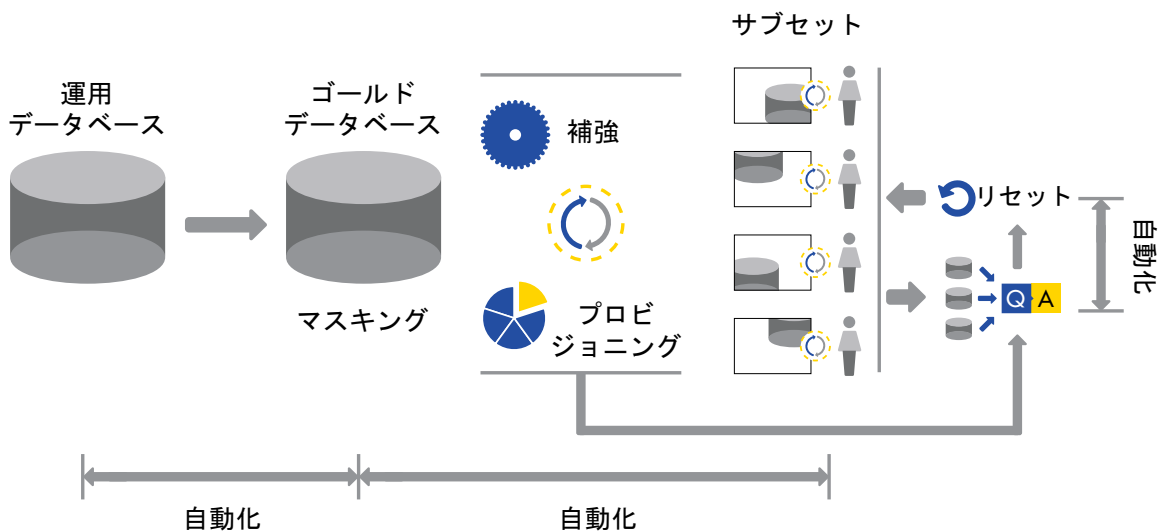 運用
データベース
ゴールド
データベース
マスキング
補強
プロビ
ジョニング
サブセット
リセット
QA
自動化
自動化
自動化